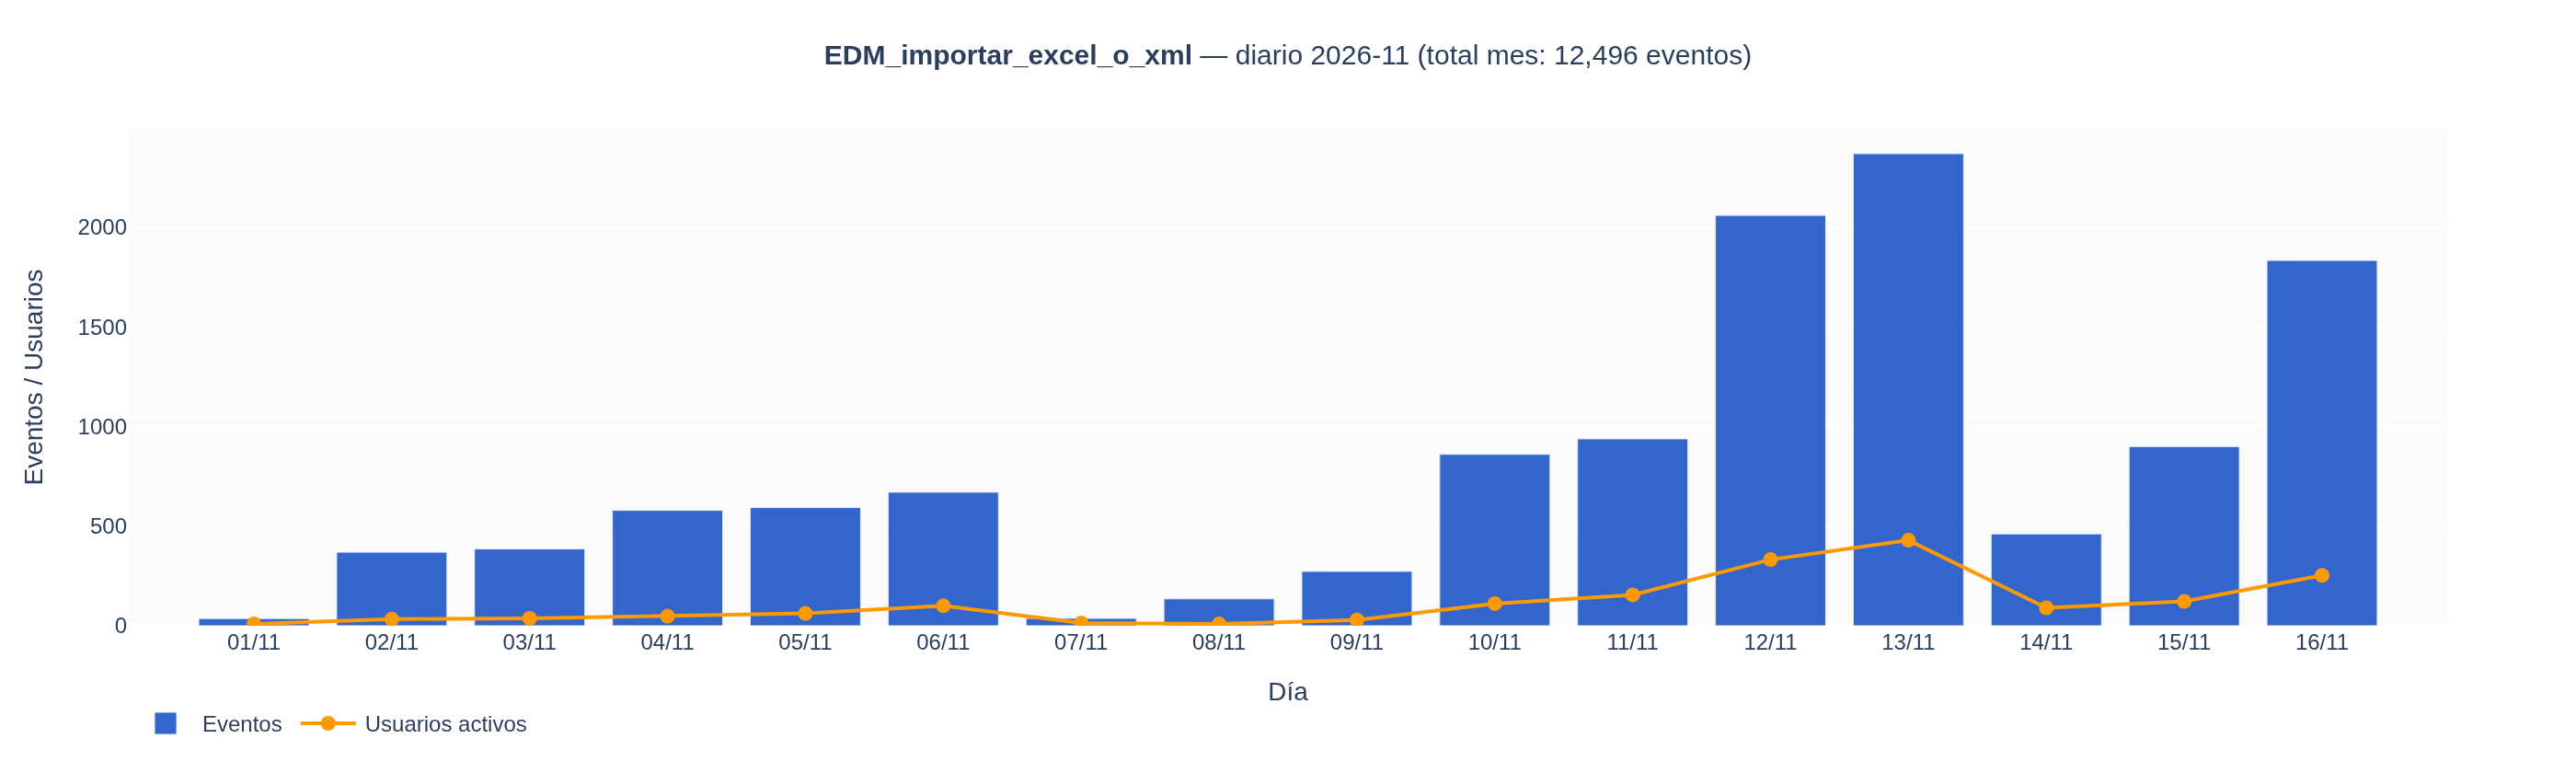 EDM_importar_excel_o_xml — diario 2026-11 (total mes: 12,496 eventos)
Eventos / Usuarios
2000
1500
1000
500
0
01/11 02/11 03/11 04/11 05/11 06/11 07/11 08/11 09/11 10/11 11/11 12/11 13/11 14/11 15/11 16/11
Día
Eventos Usuarios activos